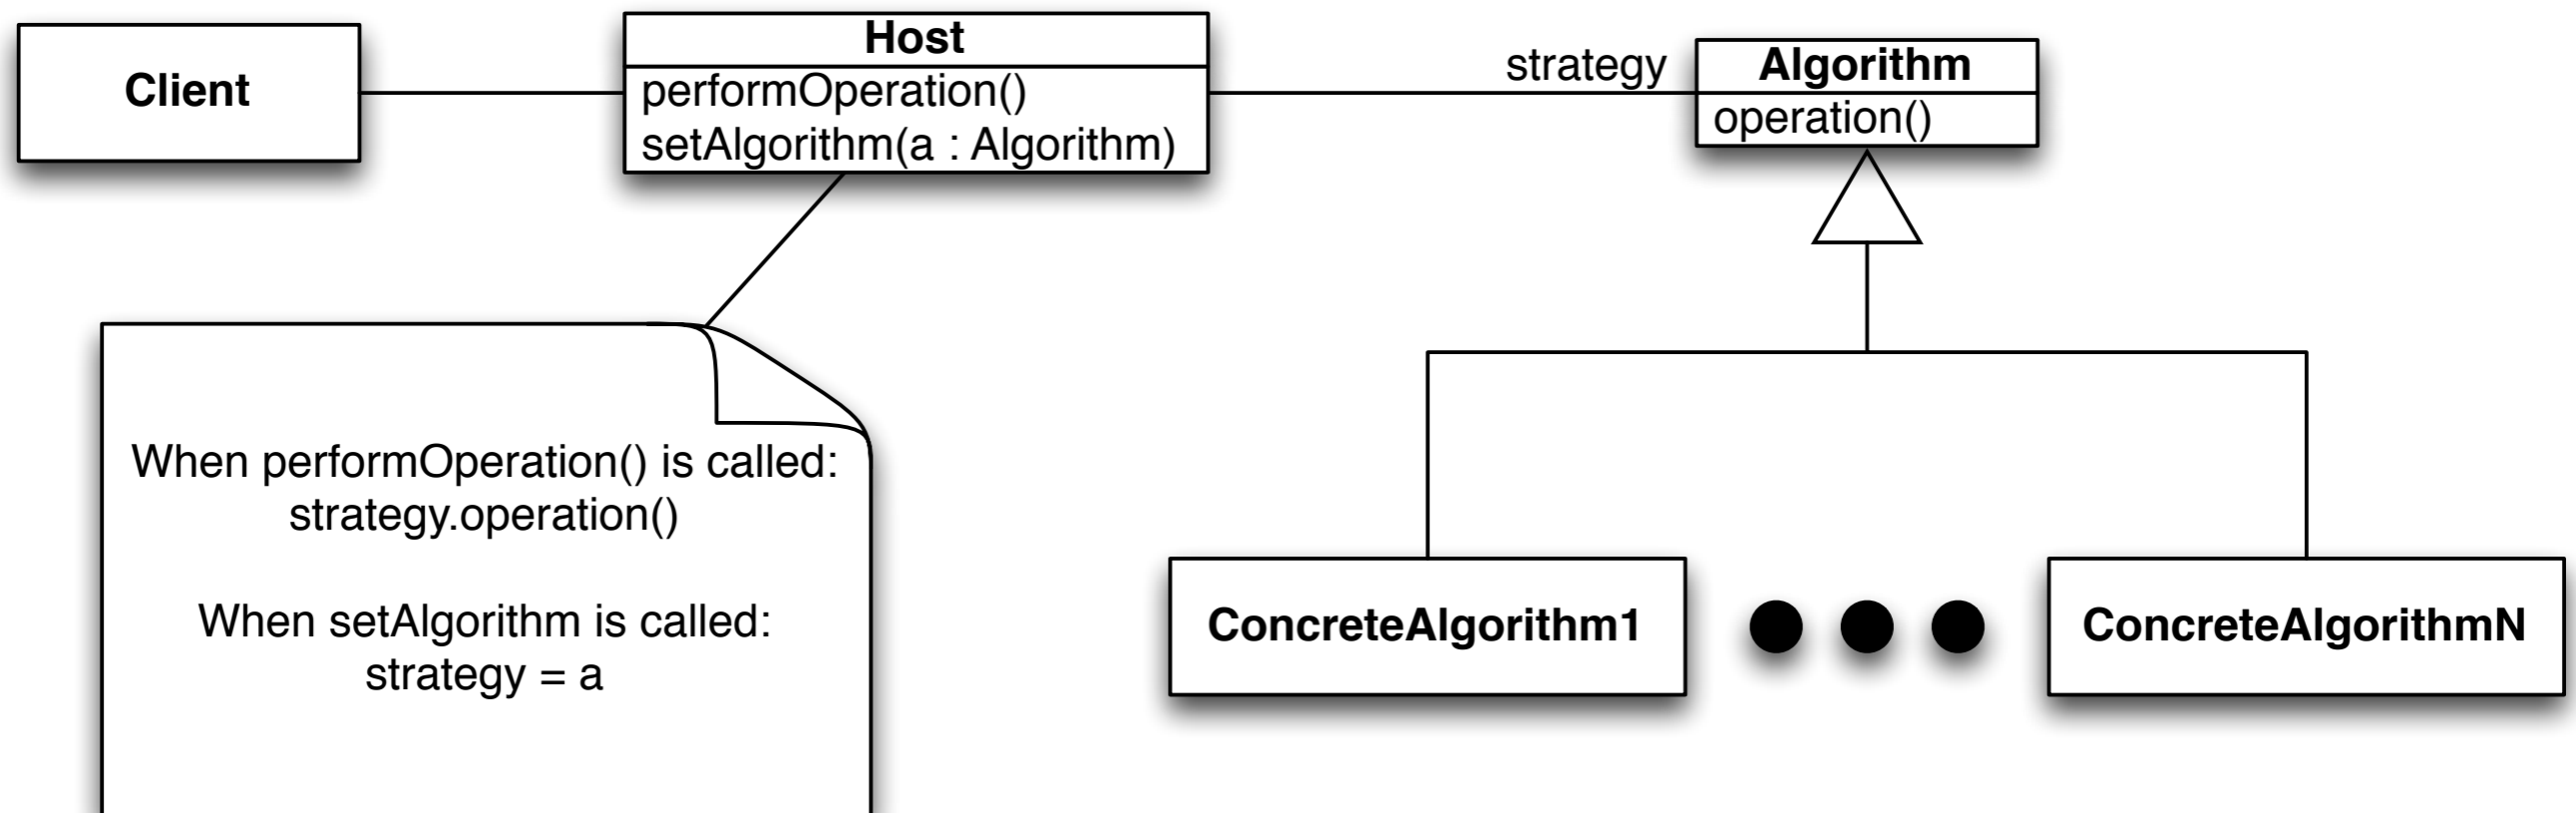 Client
Host
performOperation()
setAlgorithm(a : Algorithm)
strategy
Algorithm
operation()
When performOperation() is called:
strategy.operation()
When setAlgorithm is called:
strategy = a
ConcreteAlgorithm1
ConcreteAlgorithmN